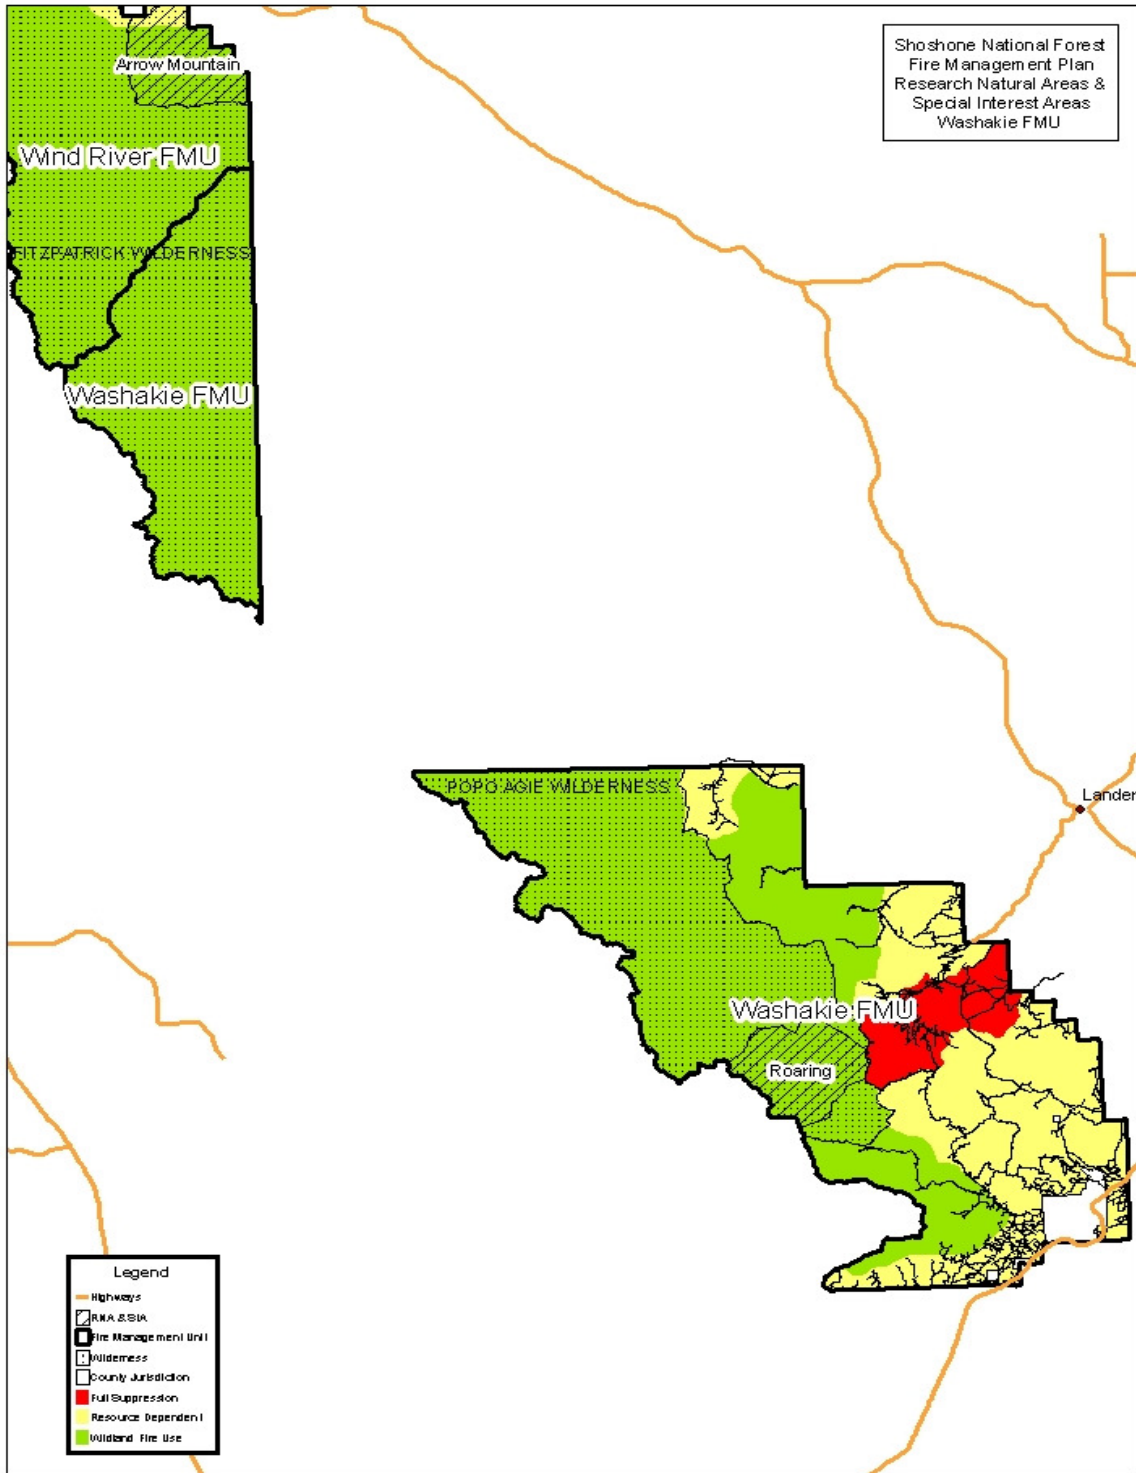 Shoshone National Forest
Fire Management Plan
Research Natural Areas &
Special Interest Areas
Washakie FMU
Arrow Mountain
Wind River FMU
FITZPATRICK WILDERNESS
Washakie FMU
POPO AGIE WILDERNESS
Lander
Washakie FMU
Roaring
Legend
Highways
RNA & SIA
Fire Management Unit
Wilderness
County Jurisdiction
Full Suppression
Resource Dependent
Wildland Fire Use